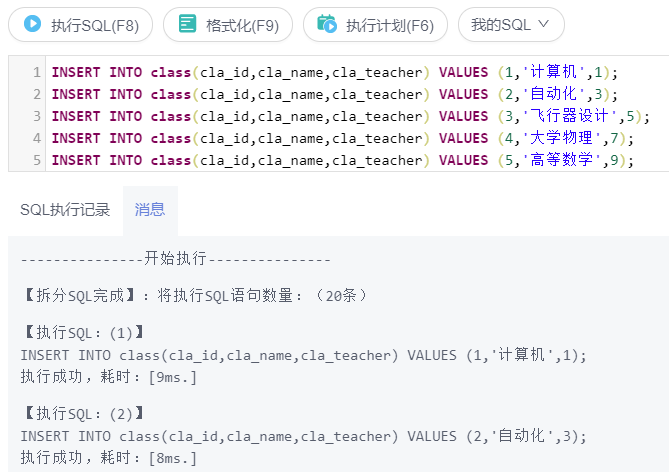 执行SQL(F8) 格式化(F9) 执行计划(F6) 我的SQL
1 INSERT INTO class(cla_id,cla_name,cla_teacher) VALUES (1,'计算机',1);
2 INSERT INTO class(cla_id,cla_name,cla_teacher) VALUES (2,'自动化',3);
3 INSERT INTO class(cla_id,cla_name,cla_teacher) VALUES (3,'飞行器设计',5);
4 INSERT INTO class(cla_id,cla_name,cla_teacher) VALUES (4,'大学物理',7);
5 INSERT INTO class(cla_id,cla_name,cla_teacher) VALUES (5,'高等数学',9);
SQL执行记录 消息
---------------开始执行---------------
【拆分SQL完成】：将执行SQL语句数量：（20条）
【执行SQL：(1)】
INSERT INTO class(cla_id,cla_name,cla_teacher) VALUES (1,'计算机',1);
执行成功，耗时：[9ms.]
【执行SQL：(2)】
INSERT INTO class(cla_id,cla_name,cla_teacher) VALUES (2,'自动化',3);
执行成功，耗时：[8ms.]